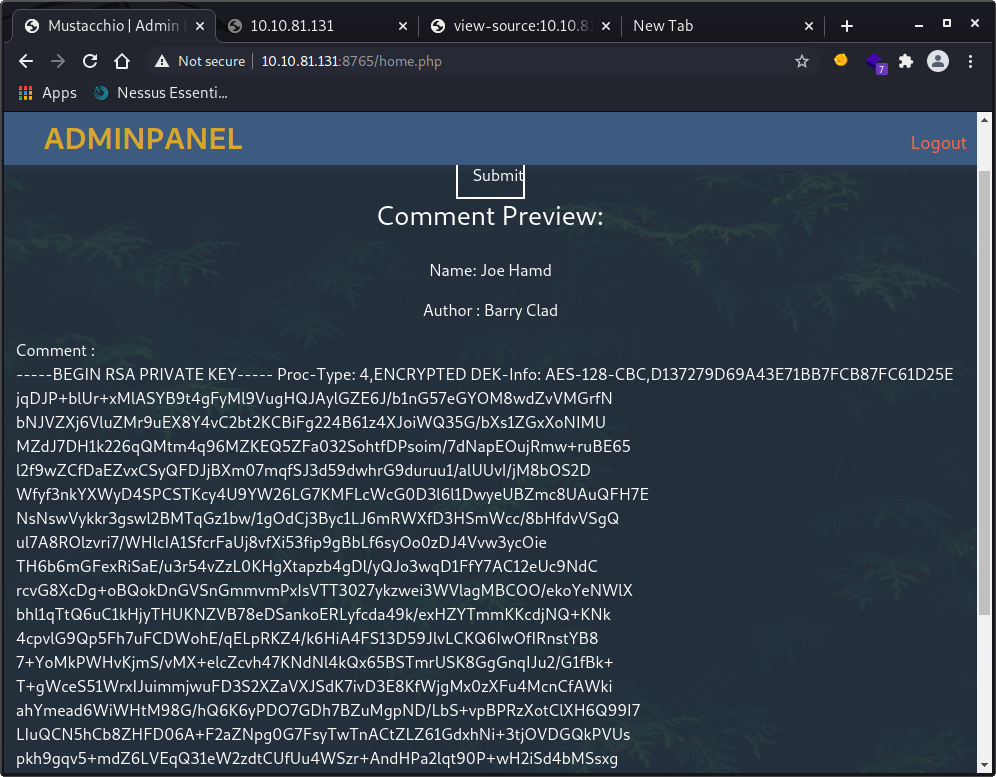 Mustacchio | Admin
10.10.81.131
view-source:10.10.81
New Tab
Not secure
10.10.81.131:8765/home.php
7
Apps
Nessus Essenti...
ADMINPANEL
Logout
Submit
Comment Preview:
Name: Joe Hamd
Author : Barry Clad
Comment :
-----BEGIN RSA PRIVATE KEY----- Proc-Type: 4,ENCRYPTED DEK-Info: AES-128-CBC,D137279D69A43E71BB7FCB87FC61D25E
jqDJP+blUr+xMlASYB9t4gFyMl9VugHQJAylGZE6J/b1nG57eGYOM8wdZvVMGrfN
bNJVZXj6VluZMr9uEX8Y4vC2bt2KCBiFg224B61z4XJoiWQ35G/bXs1ZGxXoNIMU
MZdJ7DH1k226qQMtm4q96MZKEQ5ZFa032SohtfDPsoim/7dNapEOujRmw+ruBE65
l2f9wZCfDaEZvxCSyQFDJjBXm07mqfSJ3d59dwhrG9duruu1/alUUvI/jM8bOS2D
Wfyf3nkYXWyD4SPCSTKcy4U9YW26LG7KMFLcWcG0D3l6l1DwyeUBZmc8UAuQFH7E
NsNswVykkr3gswl2BMTqGz1bw/1gOdCj3Byc1LJ6mRWXfD3HSmWcc/8bHfdvVSgQ
ul7A8ROlzvri7/WHlcIA1SfcrFaUj8vfXi53fip9gBbLf6syOo0zDJ4Vvw3ycOie
TH6b6mGFexRiSaE/u3r54vZzL0KHgXtapzb4gDl/yQJo3wqD1FfY7AC12eUc9NdC
rcvG8XcDg+oBQokDnGVSnGmmvmPxIsVTT3027ykzwei3WVlagMBCOO/ekoYeNWlX
bhl1qTtQ6uC1kHjyTHUKNZVB78eDSankoERLyfcda49k/exHZYTmmKKcdjNQ+KNk
4cpvlG9Qp5Fh7uFCDWohE/qELpRKZ4/k6HiA4FS13D59JlvLCKQ6IwOfIRnstYB8
7+YoMkPWHvKjmS/vMX+elcZcvh47KNdNl4kQx65BSTmrUSK8GgGnqIJu2/G1fBk+
T+gWceS51WrxIJuimmjwuFD3S2XZaVXJSdK7ivD3E8KfWjgMx0zXFu4McnCfAWki
ahYmead6WiWHtM98G/hQ6K6yPDO7GDh7BZuMgpND/LbS+vpBPRzXotClXH6Q99I7
LIuQCN5hCb8ZHFD06A+F2aZNpg0G7FsyTwTnACtZLZ61GdxhNi+3tjOVDGQkPVUs
pkh9gqv5+mdZ6LVEqQ31eW2zdtCUfUu4WSzr+AndHPa2lqt90P+wH2iSd4bMSsxg